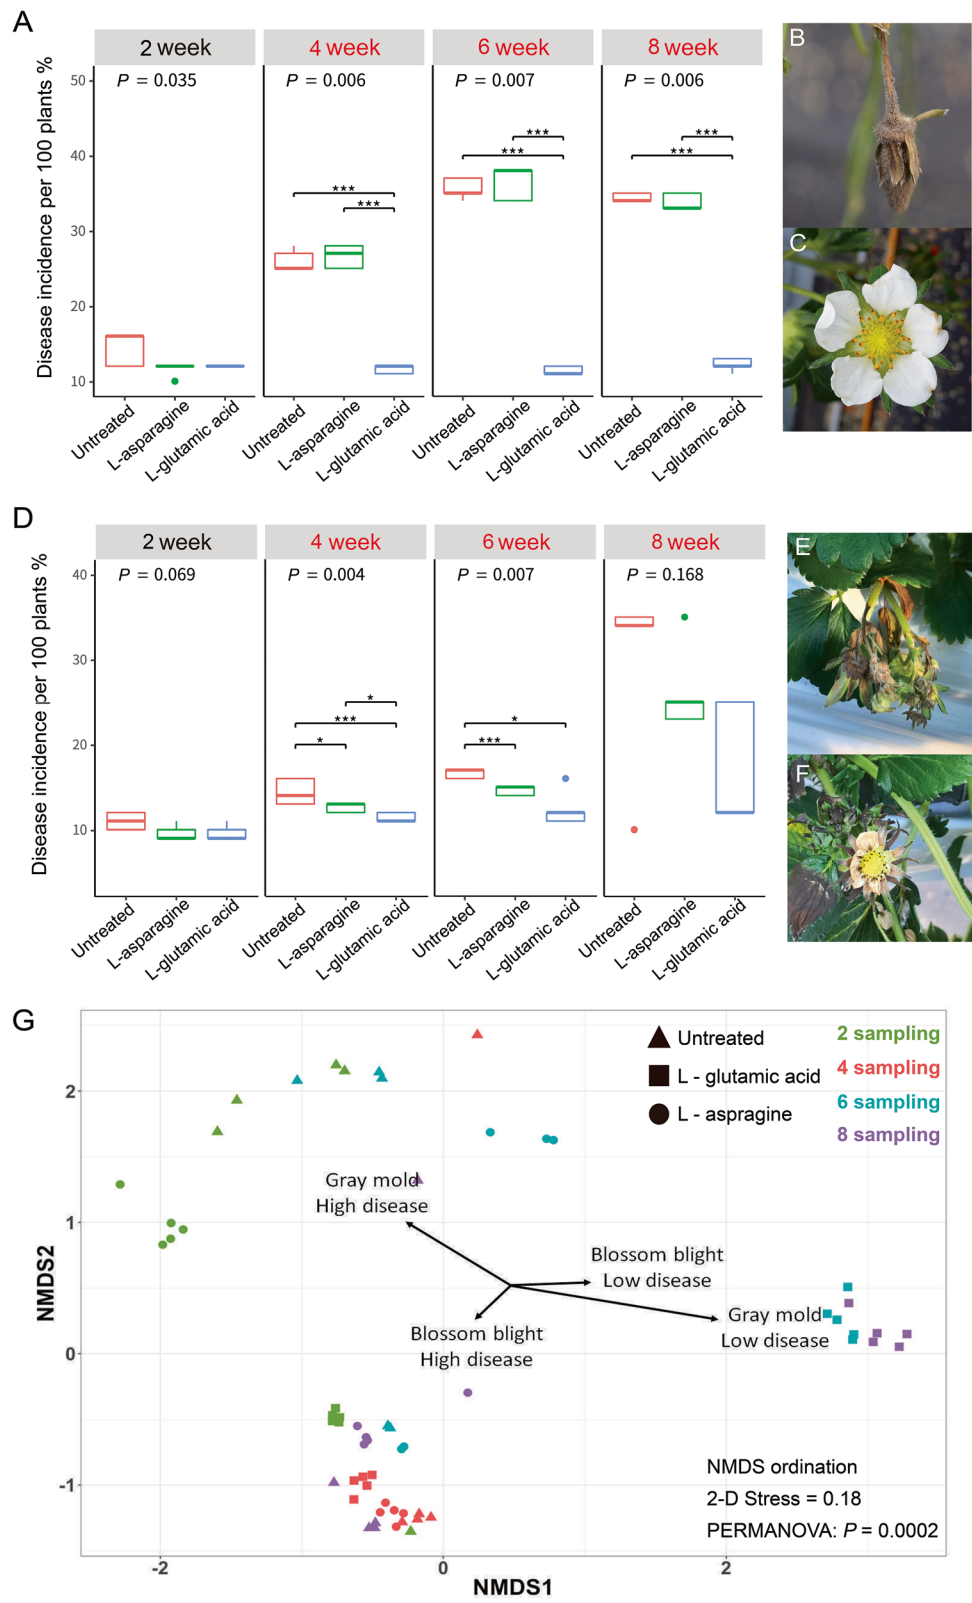 A
B
2 week
4 week
6 week
8 week
P = 0.035
P = 0.006
P = 0.007
P = 0.006
Disease incidence per 100 plants %
50
40
30
20
10
***
***
***
***
***
***
Untreated
L-asparagine
L-glutamic acid
Untreated
L-asparagine
L-glutamic acid
Untreated
L-asparagine
L-glutamic acid
Untreated
L-asparagine
L-glutamic acid
C
D
E
2 week
4 week
6 week
8 week
P = 0.069
P = 0.004
P = 0.007
P = 0.168
Disease incidence per 100 plants %
40
30
20
10
*
***
*
*
***
Untreated
L-asparagine
L-glutamic acid
Untreated
L-asparagine
L-glutamic acid
Untreated
L-asparagine
L-glutamic acid
Untreated
L-asparagine
L-glutamic acid
F
G
Untreated
L - glutamic acid
L - aspragine
2 sampling
4 sampling
6 sampling
8 sampling
Gray mold
High disease
Blossom blight
Low disease
Gray mold
Low disease
Blossom blight
High disease
NMDS ordination
2-D Stress = 0.18
PERMANOVA: P = 0.0002
NMDS2
2
1
0
-1
-2
0
2
NMDS1